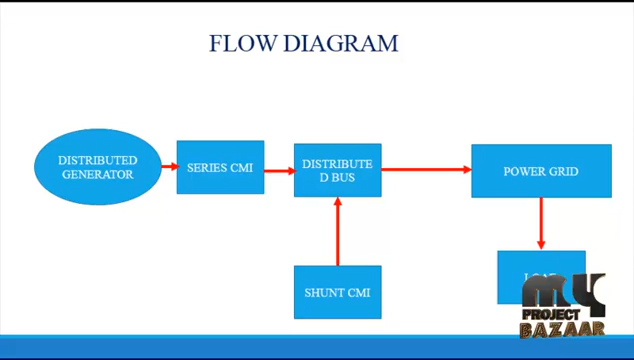 FLOW DIAGRAM
DISTRIBUTED
GENERATOR
SERIES CMI
DISTRIBUTE
D BUS
POWER GRID
SHUNT CMI
PROJECT
BAZAAR